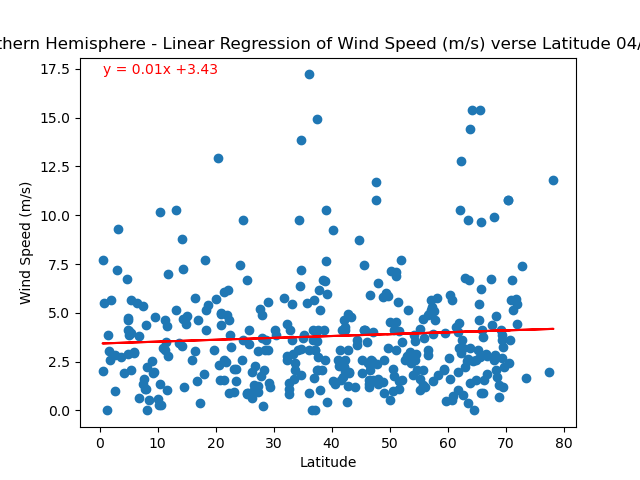 thern Hemisphere - Linear Regression of Wind Speed (m/s) verse Latitude 04/
y = 0.01x +3.43
17.5
15.0
12.5
10.0
7.5
5.0
2.5
0.0
Wind Speed (m/s)
0 10 20 30 40 50 60 70 80
Latitude